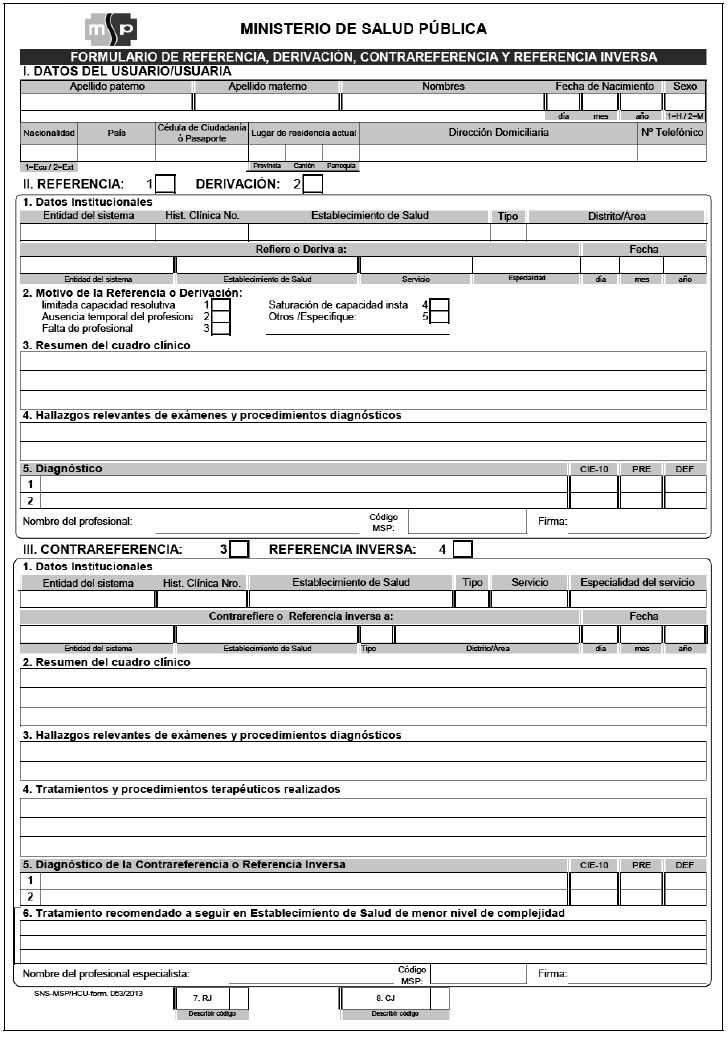 msp
MINISTERIO DE SALUD PÚBLICA
FORMULARIO DE REFERENCIA, DERIVACIÓN, CONTRAREFERENCIA Y REFERENCIA INVERSA
I. DATOS DEL USUARIO/USUARIA
Apellido paterno Apellido materno Nombres Fecha de Nacimiento Sexo
día mes año 1=H / 2=M
Nacionalidad País Cédula de Ciudadanía ó Pasaporte Lugar de residencia actual Dirección Domiciliaria Nº Telefónico
1=Ecu / 2=Ext Provincia Cantón Parroquia
II. REFERENCIA: 1 DERIVACIÓN: 2
1. Datos Institucionales
Entidad del sistema Hist. Clínica No. Establecimiento de Salud Tipo Distrito/Área
Refiere o Deriva a: Fecha
Entidad del sistema Establecimiento de Salud Servicio Especialidad día mes año
2. Motivo de la Referencia o Derivación:
limitada capacidad resolutiva 1 Saturación de capacidad insta 4
Ausencia temporal del profesiona 2 Otros /Especifique: 5
Falta de profesional 3
3. Resumen del cuadro clínico
4. Hallazgos relevantes de exámenes y procedimientos diagnósticos
5. Diagnóstico CIE-10 PRE DEF
1
2
Nombre del profesional: Código MSP: Firma:
III. CONTRAREFERENCIA: 3 REFERENCIA INVERSA: 4
1. Datos Institucionales
Entidad del sistema Hist. Clínica Nro. Establecimiento de Salud Tipo Servicio Especialidad del servicio
Contrarefiere o Referencia inversa a: Fecha
Entidad del sistema Establecimiento de Salud Tipo Distrito/Área día mes año
2. Resumen del cuadro clínico
3. Hallazgos relevantes de exámenes y procedimientos diagnósticos
4. Tratamientos y procedimientos terapéuticos realizados
5. Diagnóstico de la Contrareferencia o Referencia Inversa CIE-10 PRE DEF
1
2
6. Tratamiento recomendado a seguir en Establecimiento de Salud de menor nivel de complejidad
Nombre del profesional especialista: Código MSP: Firma:
SNS-MSP/HCU-form. 053/2013 7. RJ 8. CJ
Describir código Describir código